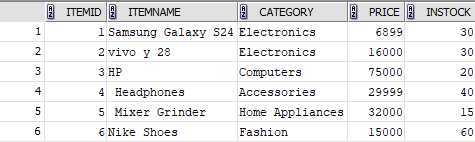 ITEMID ITEMNAME CATEGORY PRICE INSTOCK
1 1 Samsung Galaxy S24 Electronics 6899 30
2 2 vivo y 28 Electronics 16000 30
3 3 HP Computers 75000 20
4 4 Headphones Accessories 29999 40
5 5 Mixer Grinder Home Appliances 32000 15
6 6 Nike Shoes Fashion 15000 60